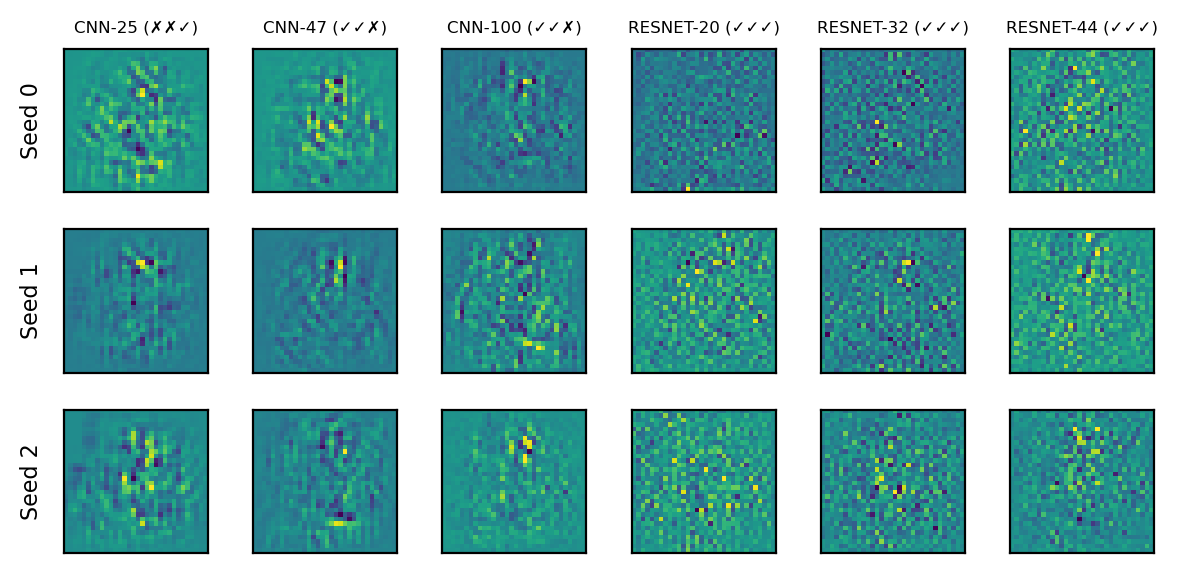 CNN-25 (✗✗✓) CNN-47 (✓✓✗) CNN-100 (✓✓✗) RESNET-20 (✓✓✓) RESNET-32 (✓✓✓) RESNET-44 (✓✓✓)
Seed 0
Seed 1
Seed 2